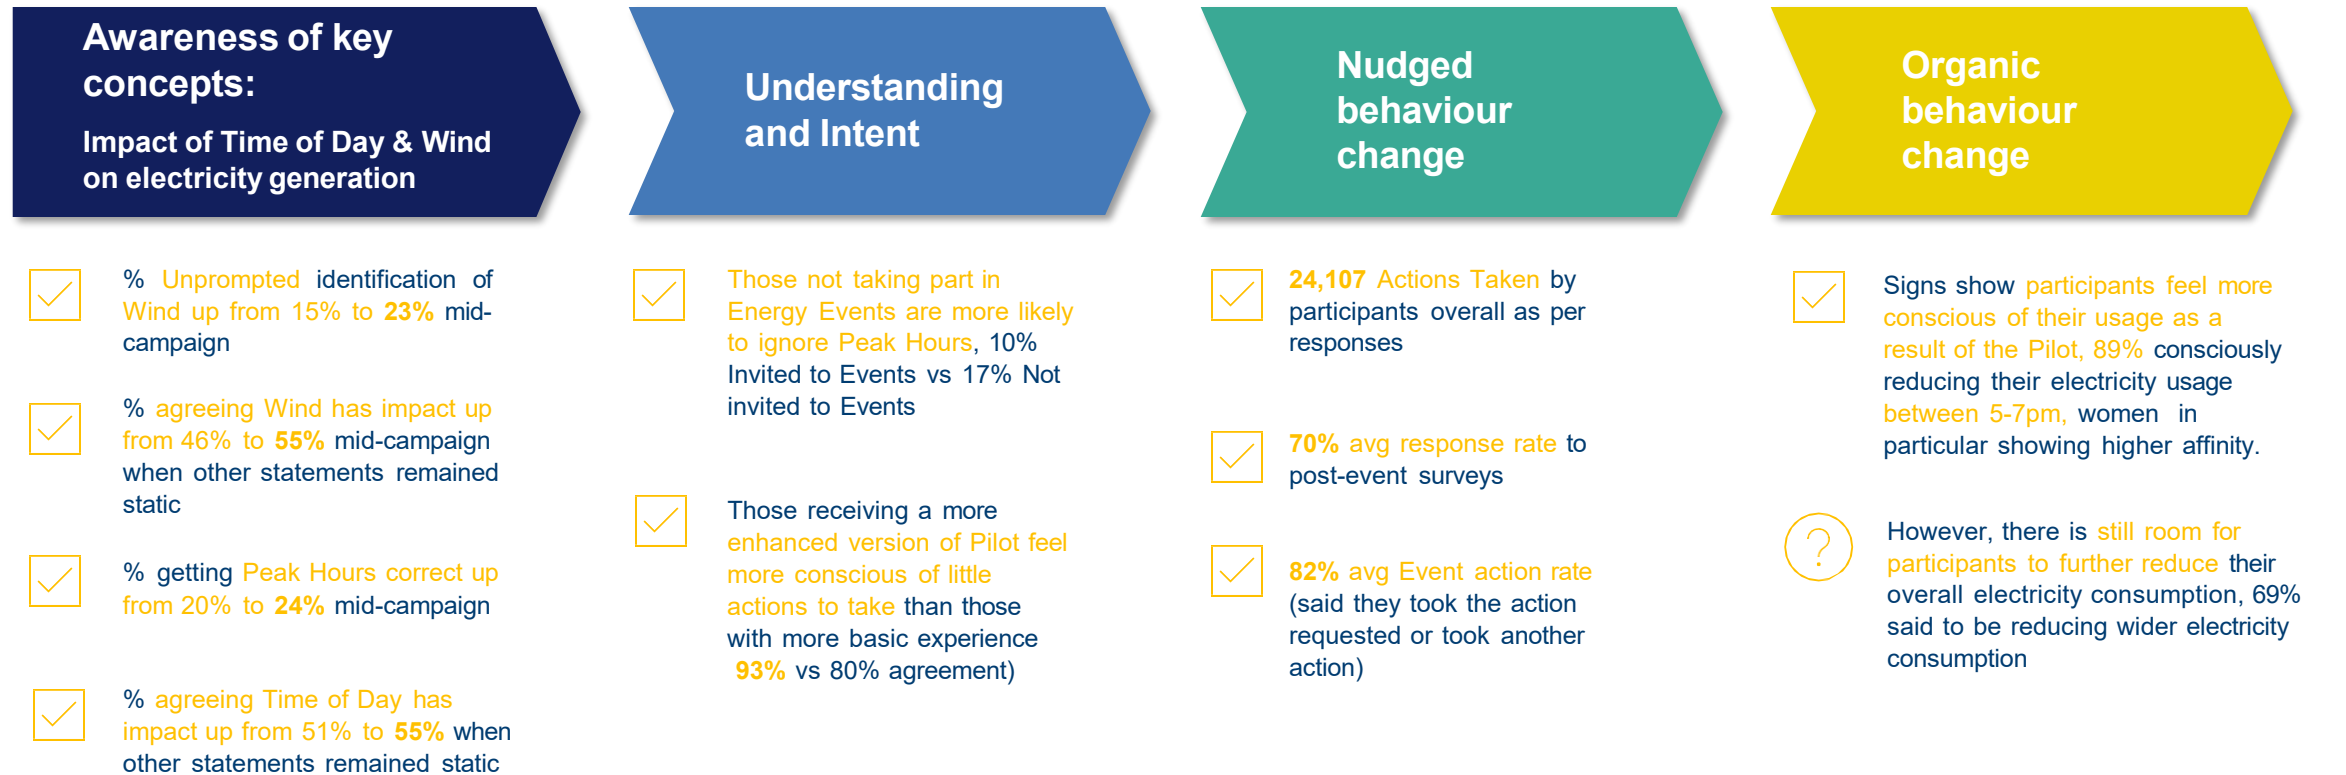 Awareness of key
concepts:
Impact of Time of Day & Wind
on electricity generation
% Unprompted identification of
Wind up from 15% to 23% mid-
campaign
% agreeing Wind has impact up
from 46% to 55% mid-campaign
when other statements remained
static
% getting Peak Hours correct up
from 20% to 24% mid-campaign
% agreeing Time of Day has
impact up from 51% to 55% when
other statements remained static
Understanding
and Intent
Those not taking part in
Energy Events are more likely
to ignore Peak Hours, 10%
Invited to Events vs 17% Not
invited to Events
Those receiving a more
enhanced version of Pilot feel
more conscious of little
actions to take than those
with more basic experience
93% vs 80% agreement)
Nudged
behaviour
change
24,107 Actions Taken by
participants overall as per
responses
70% avg response rate to
post-event surveys
82% avg Event action rate
(said they took the action
requested or took another
action)
Organic
behaviour
change
Signs show participants feel more
conscious of their usage as a
result of the Pilot, 89% consciously
reducing their electricity usage
between 5-7pm, women in
particular showing higher affinity.
?
However, there is still room for
participants to further reduce their
overall electricity consumption, 69%
said to be reducing wider electricity
consumption